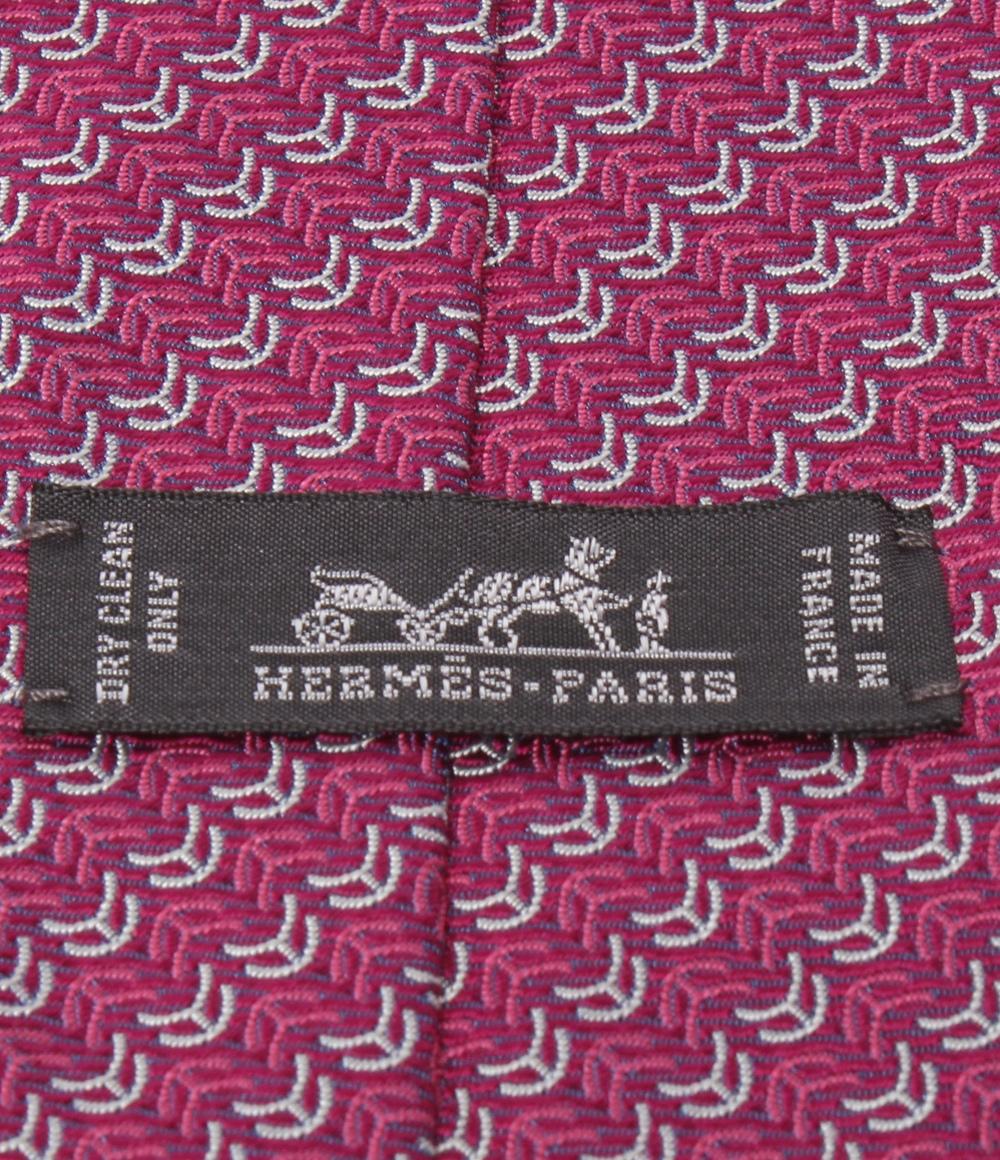 DRY CLEAN
ONLY
HERMÈS-PARIS
MADE IN
FRANCE